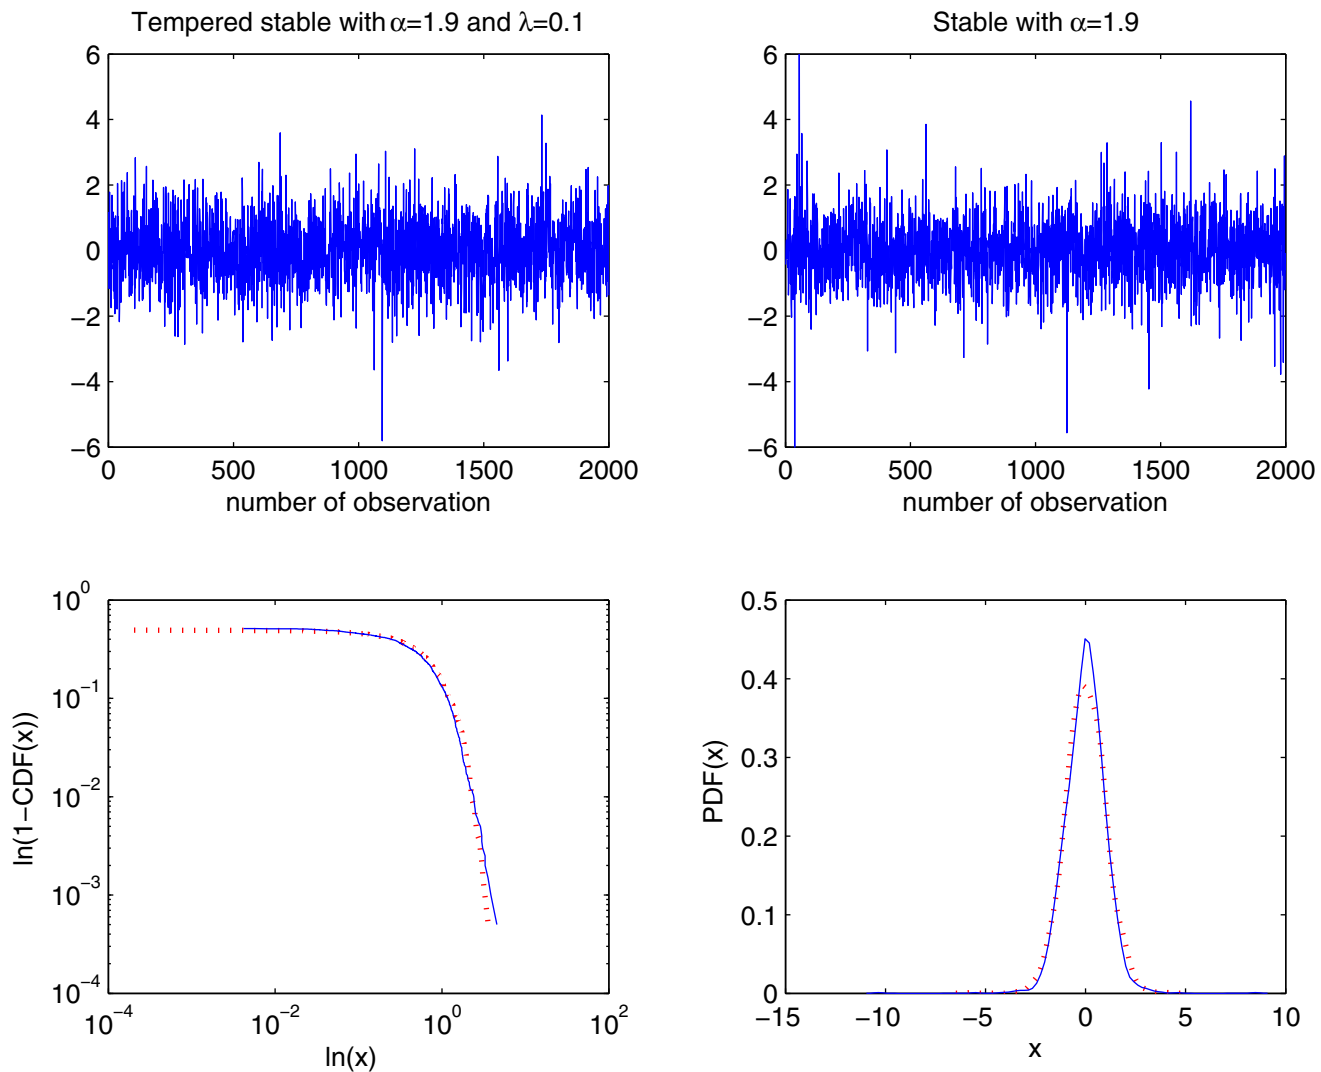 Tempered stable with α=1.9 and λ=0.1
6
4
2
0
−2
−4
−6
0 500 1000 1500 2000
number of observation
Stable with α=1.9
6
4
2
0
−2
−4
−6
0 500 1000 1500 2000
number of observation
ln(1−CDF(x))
10^0
10^−1
10^−2
10^−3
10^−4
10^−4 10^−2 10^0 10^2
ln(x)
PDF(x)
0.5
0.4
0.3
0.2
0.1
0
−15 −10 −5 0 5 10
x